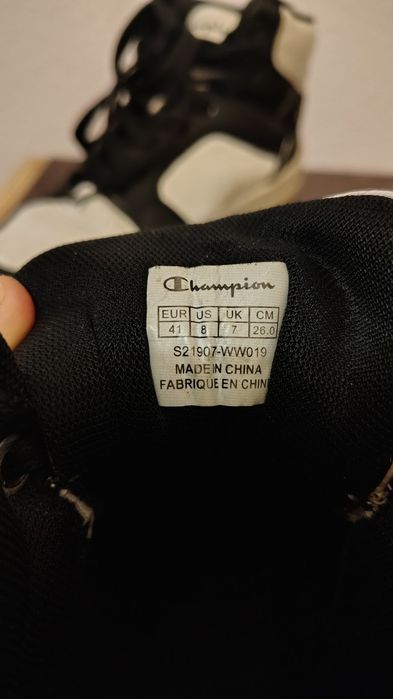 Champion
EUR US UK CM
41 8 7 26.0
S21907-WW019
MADE IN CHINA
FABRIQUE EN CHINE